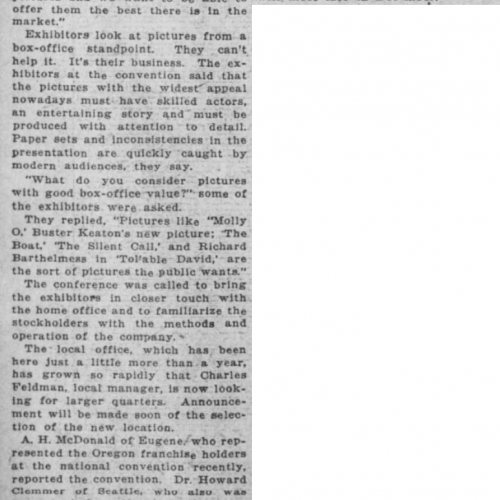 offer them the best there is in the
market."
Exhibitors look at pictures from a
box-office standpoint. They can't
help it. It's their business. The ex-
hibitors at the convention said that
the pictures with the widest appeal
nowadays must have skilled actors,
an entertaining story and must be
produced with attention to detail.
Paper sets and inconsistencies in the
presentation are quickly caught by
modern audiences, they say.
"What do you consider pictures
with good box-office value?" some of
the exhibitors were asked.
They replied, "Pictures like "Molly
O,' Buster Keaton's new picture; 'The
Boat,' 'The Silent Call,' and Richard
Barthelmess in 'Tol'able David,' are
the sort of pictures the public wants."
The conference was called to bring
the exhibitors in closer touch with
the home office and to familiarize the
stockholders with the methods and
operation of the company.
The local office, which has been
here just a little more than a year,
has grown so rapidly that Charles
Feldman, local manager, is now look-
ing for larger quarters. Announce-
ment will be made soon of the selec-
tion of the new location.
A. H. McDonald of Eugene, who rep-
resented the Oregon franchise holders
at the national convention recently,
reported the convention. Dr. Howard
Clemmer of Seattle, who also was